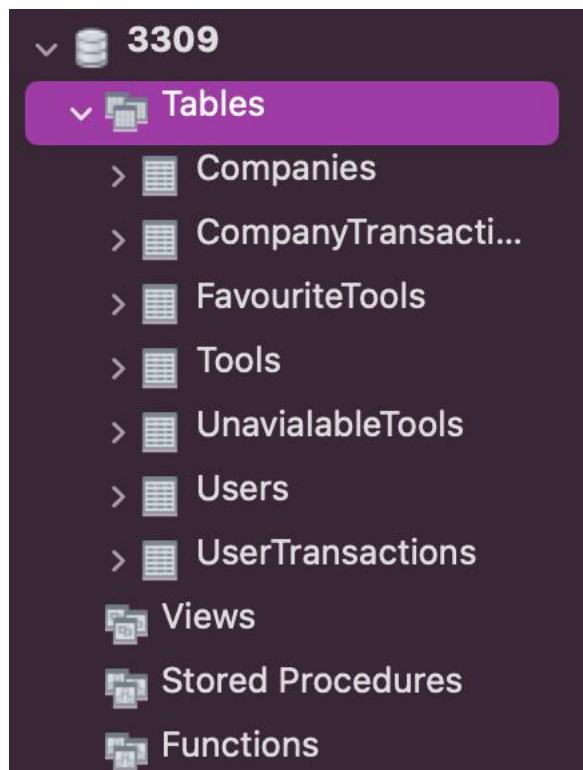 3309
Tables
Companies
CompanyTransacti...
FavouriteTools
Tools
UnavialableTools
Users
UserTransactions
Views
Stored Procedures
Functions